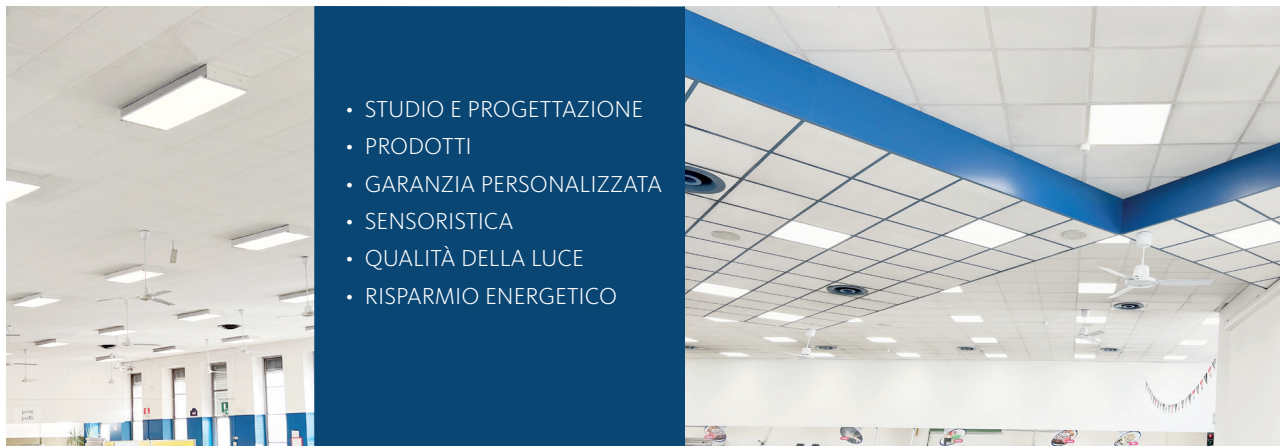 • STUDIO E PROGETTAZIONE
• PRODOTTI
• GARANZIA PERSONALIZZATA
• SENSORISTICA
• QUALITÀ DELLA LUCE
• RISPARMIO ENERGETICO